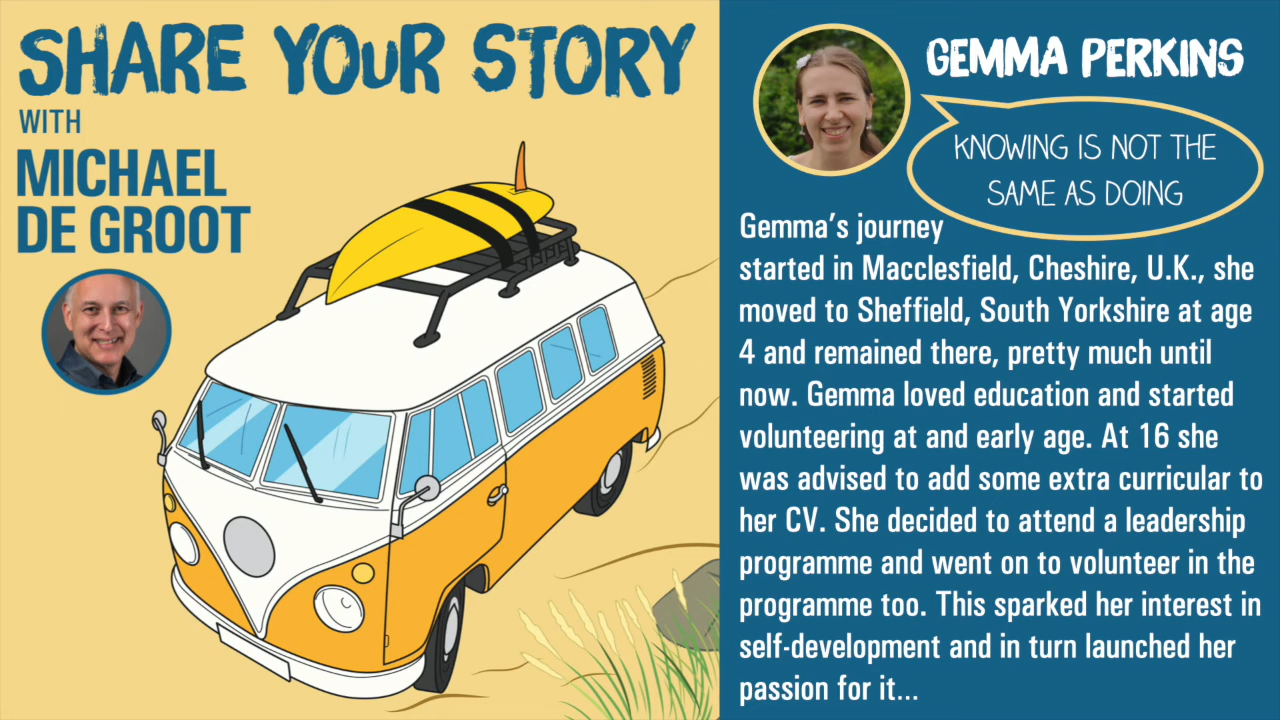 SHARE YOUR STORY
WITH
MICHAEL
DE GROOT
GEMMA PERKINS
KNOWING IS NOT THE
SAME AS DOING
Gemma's journey
started in Macclesfield, Cheshire, U.K., she
moved to Sheffield, South Yorkshire at age
4 and remained there, pretty much until
now. Gemma loved education and started
volunteering at and early age. At 16 she
was advised to add some extra curricular to
her CV. She decided to attend a leadership
programme and went on to volunteer in the
programme too. This sparked her interest in
self-development and in turn launched her
passion for it...